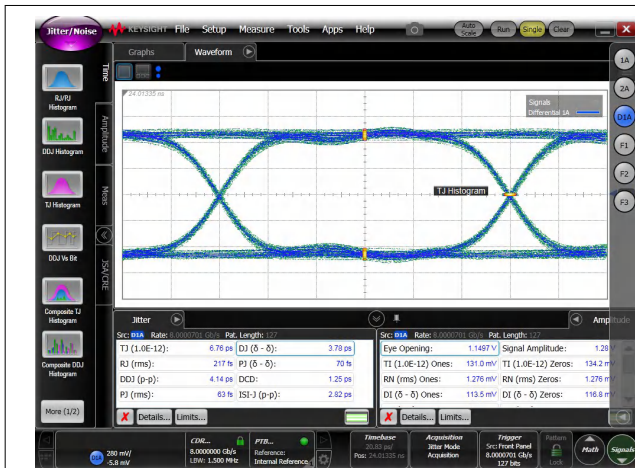 Jitter/Noise
KEYSIGHT File Setup Measure Tools Apps Help
Auto Scale Run Single Clear
Graphs Waveform
Time
Amplitude
Meas
JSA/CRE
RJ/PJ Histogram
DDJ Histogram
TJ Histogram
DDJ Vs Bit
Composite TJ Histogram
Composite DDJ Histogram
More (1/2)
24.01335 ns
Signals
Differential 1A
TJ Histogram
1A
2A
D1A
F1
F2
F3
Jitter
Src: D1A Rate: 8.0000701 Gb/s Pat. Length: 127
TJ (1.0E-12): 6.76 ps DJ (δ - δ): 3.78 ps
RJ (rms): 217 fs PJ (δ - δ): 70 fs
DDJ (p-p): 4.14 ps DCD: 1.25 ps
PJ (rms): 63 fs ISI-J (p-p): 2.82 ps
X Details... Limits...
Amplitude
Src: D1A Rate: 8.0000701 Gb/s Pat. Length: 127
Eye Opening: 1.1497 V Signal Amplitude: 1.28
TI (1.0E-12) Ones: 131.0 mV TI (1.0E-12) Zeros: 134.2 m
RN (rms) Ones: 1.276 mV RN (rms) Zeros: 1.276 m
DI (δ - δ) Ones: 113.5 mV DI (δ - δ) Zeros: 116.8 m
X Details... Limits...
D1A 280 mV/
-5.8 mV
CDR...
8.0000000 Gb/s
LBW: 1.500 MHz
PTB...
Reference:
Internal Reference
Timebase
20.83 ps/
Pos: 24.01335 ns
Acquisition
Jitter Mode
Acquisition
Trigger
Src: Front Panel
8.0000701 Gb/s
127 bits
Pattern
Lock
Math
Signals